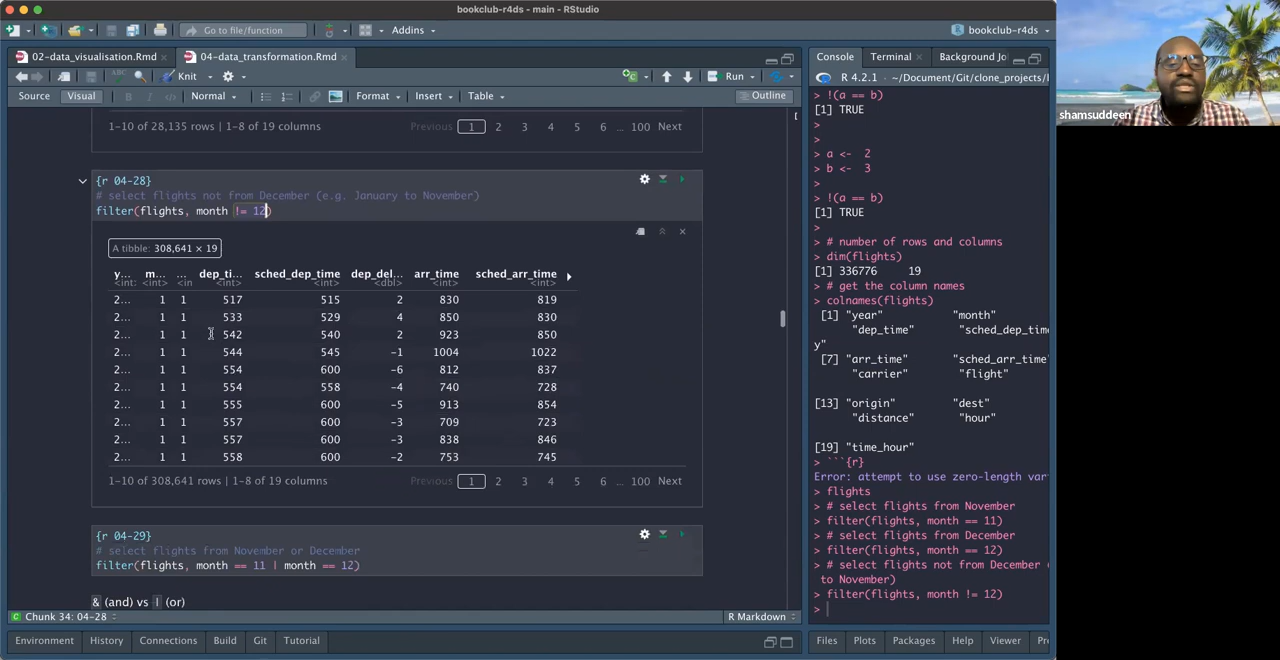 bookclub-r4ds - main - RStudio
Go to file/function
Addins
bookclub-r4ds
02-data_visualisation.Rmd
04-data_transformation.Rmd
Knit
Run
Source Visual B I Normal Format Insert Table Outline
1-10 of 28,135 rows | 1-8 of 19 columns Previous 1 2 3 4 5 6 ... 100 Next
{r 04-28}
# select flights not from December (e.g. January to November)
filter(flights, month != 12)
A tibble: 308,641 × 19
y... m... ... dep_ti... sched_dep_time dep_del... arr_time sched_arr_time
<int: <int> <in <int> <int> <dbl> <int> <int>
2... 1 1 517 515 2 830 819
2... 1 1 533 529 4 850 830
2... 1 1 542 540 2 923 850
2... 1 1 544 545 -1 1004 1022
2... 1 1 554 600 -6 812 837
2... 1 1 554 558 -4 740 728
2... 1 1 555 600 -5 913 854
2... 1 1 557 600 -3 709 723
2... 1 1 557 600 -3 838 846
2... 1 1 558 600 -2 753 745
1-10 of 308,641 rows | 1-8 of 19 columns Previous 1 2 3 4 5 6 ... 100 Next
{r 04-29}
# select flights from November or December
filter(flights, month == 11 | month == 12)
& (and) vs | (or)
Chunk 34: 04-28
R Markdown
Environment History Connections Build Git Tutorial
Console Terminal Background Jo
R 4.2.1 · ~/Document/Git/clone_projects/
> !(a == b)
[1] TRUE
>
>
> a <- 2
> b <- 3
>
> !(a == b)
[1] TRUE
>
> # number of rows and columns
> dim(flights)
[1] 336776 19
> # get the column names
> colnames(flights)
[1] "year" "month"
"dep_time" "sched_dep_time
y"
[7] "arr_time" "sched_arr_time
"carrier" "flight"
[13] "origin" "dest"
"distance" "hour"
[19] "time_hour"
> ```{r}
Error: attempt to use zero-length var
> flights
> # select flights from November
> filter(flights, month == 11)
> # select flights from December
> filter(flights, month == 12)
> # select flights not from December
to November)
> filter(flights, month != 12)
>
Files Plots Packages Help Viewer Pr
shamsuddeen